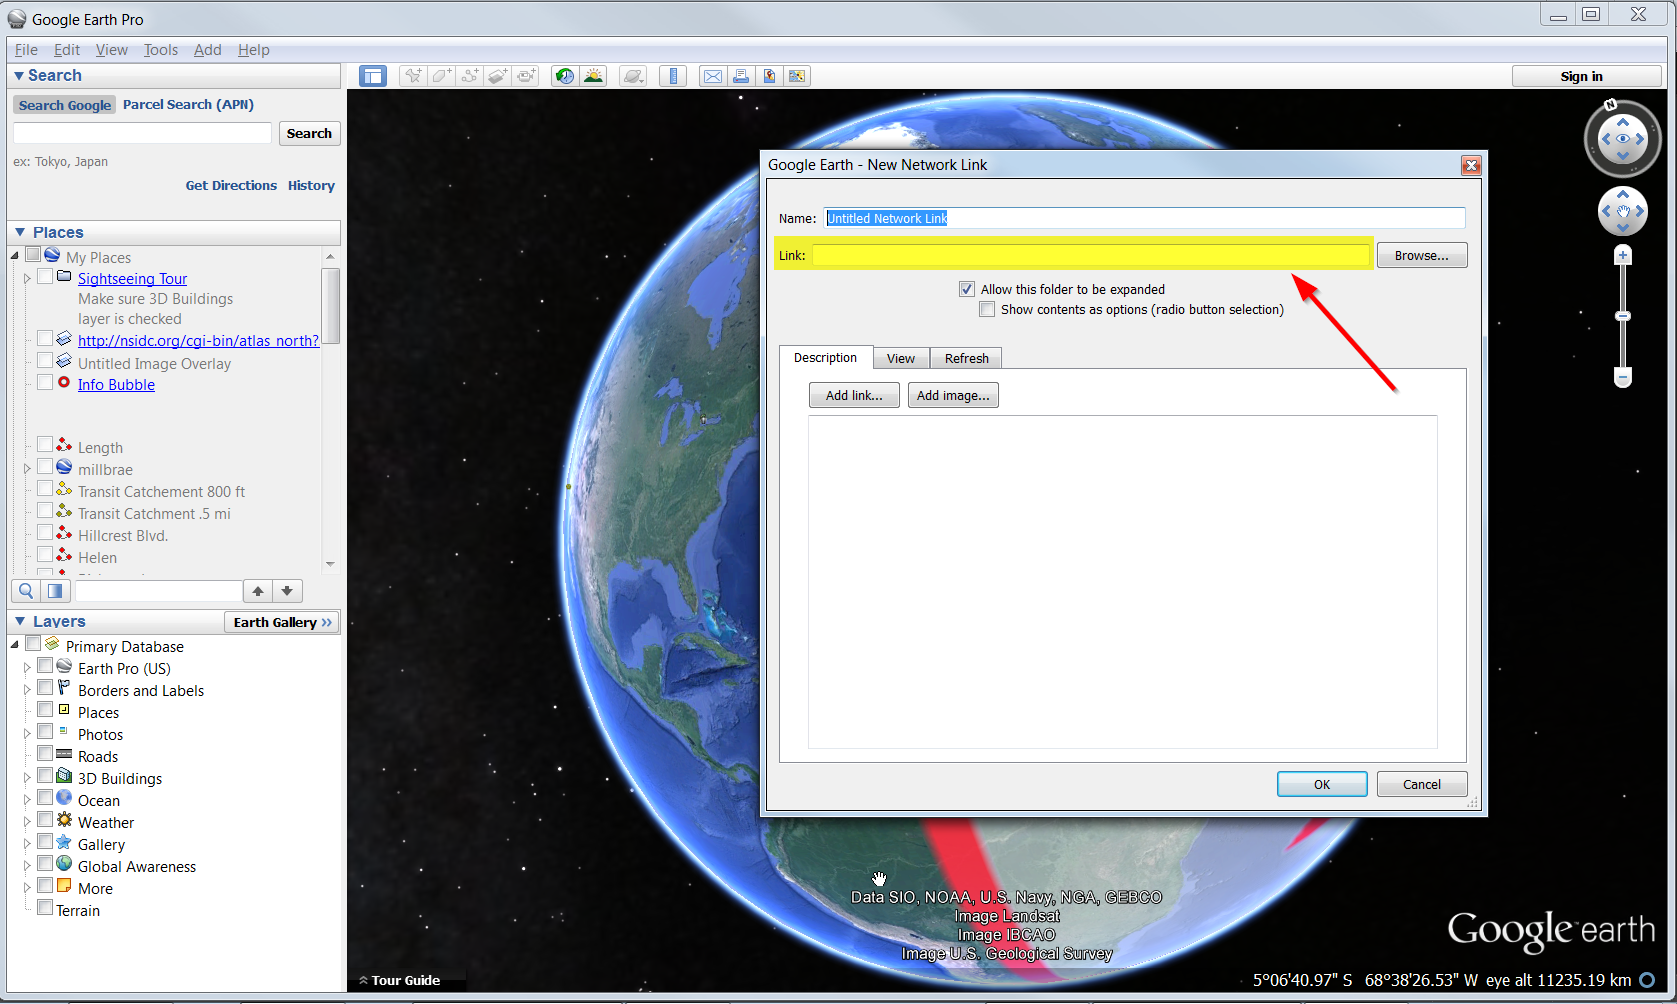 Google Earth Pro
File Edit View Tools Add Help
Search
Search Google Parcel Search (APN)
Search
ex: Tokyo, Japan
Get Directions History
Places
My Places
Sightseeing Tour
Make sure 3D Buildings
layer is checked
http://nsidc.org/cgi-bin/atlas_north?
Untitled Image Overlay
Info Bubble
Length
millbrae
Transit Catchement 800 ft
Transit Catchment .5 mi
Hillcrest Blvd.
Helen
Layers
Earth Gallery »
Primary Database
Earth Pro (US)
Borders and Labels
Places
Photos
Roads
3D Buildings
Ocean
Weather
Gallery
Global Awareness
More
Terrain
Sign in
N
Google Earth - New Network Link
Name: Untitled Network Link
Link:
Browse...
Allow this folder to be expanded
Show contents as options (radio button selection)
Description View Refresh
Add link... Add image...
OK Cancel
Data SIO, NOAA, U.S. Navy, NGA, GEBCO
Image Landsat
Image IBCAO
Image U.S. Geological Survey
Google earth
Tour Guide
5°06'40.97" S 68°38'26.53" W eye alt 11235.19 km